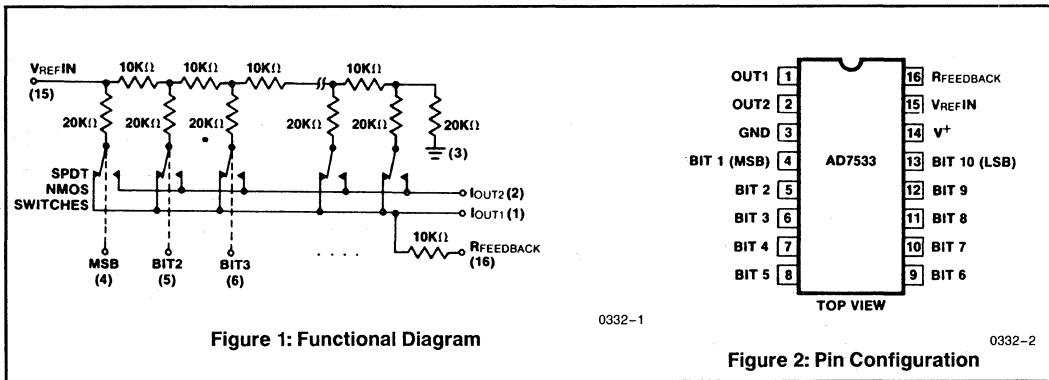 VREFIN
(15)
10KΩ 10KΩ 10KΩ 10KΩ
20KΩ 20KΩ 20KΩ 20KΩ 20KΩ 20KΩ
(3)
SPDT
NMOS
SWITCHES
IOUT2 (2)
IOUT1 (1)
10KΩ
RFEEDBACK
(16)
MSB
(4)
BIT2
(5)
BIT3
(6)
. . . .
0332-1
Figure 1: Functional Diagram
OUT1 1
OUT2 2
GND 3
BIT 1 (MSB) 4
BIT 2 5
BIT 3 6
BIT 4 7
BIT 5 8
AD7533
16 RFEEDBACK
15 VREFIN
14 V+
13 BIT 10 (LSB)
12 BIT 9
11 BIT 8
10 BIT 7
9 BIT 6
TOP VIEW
0332-2
Figure 2: Pin Configuration